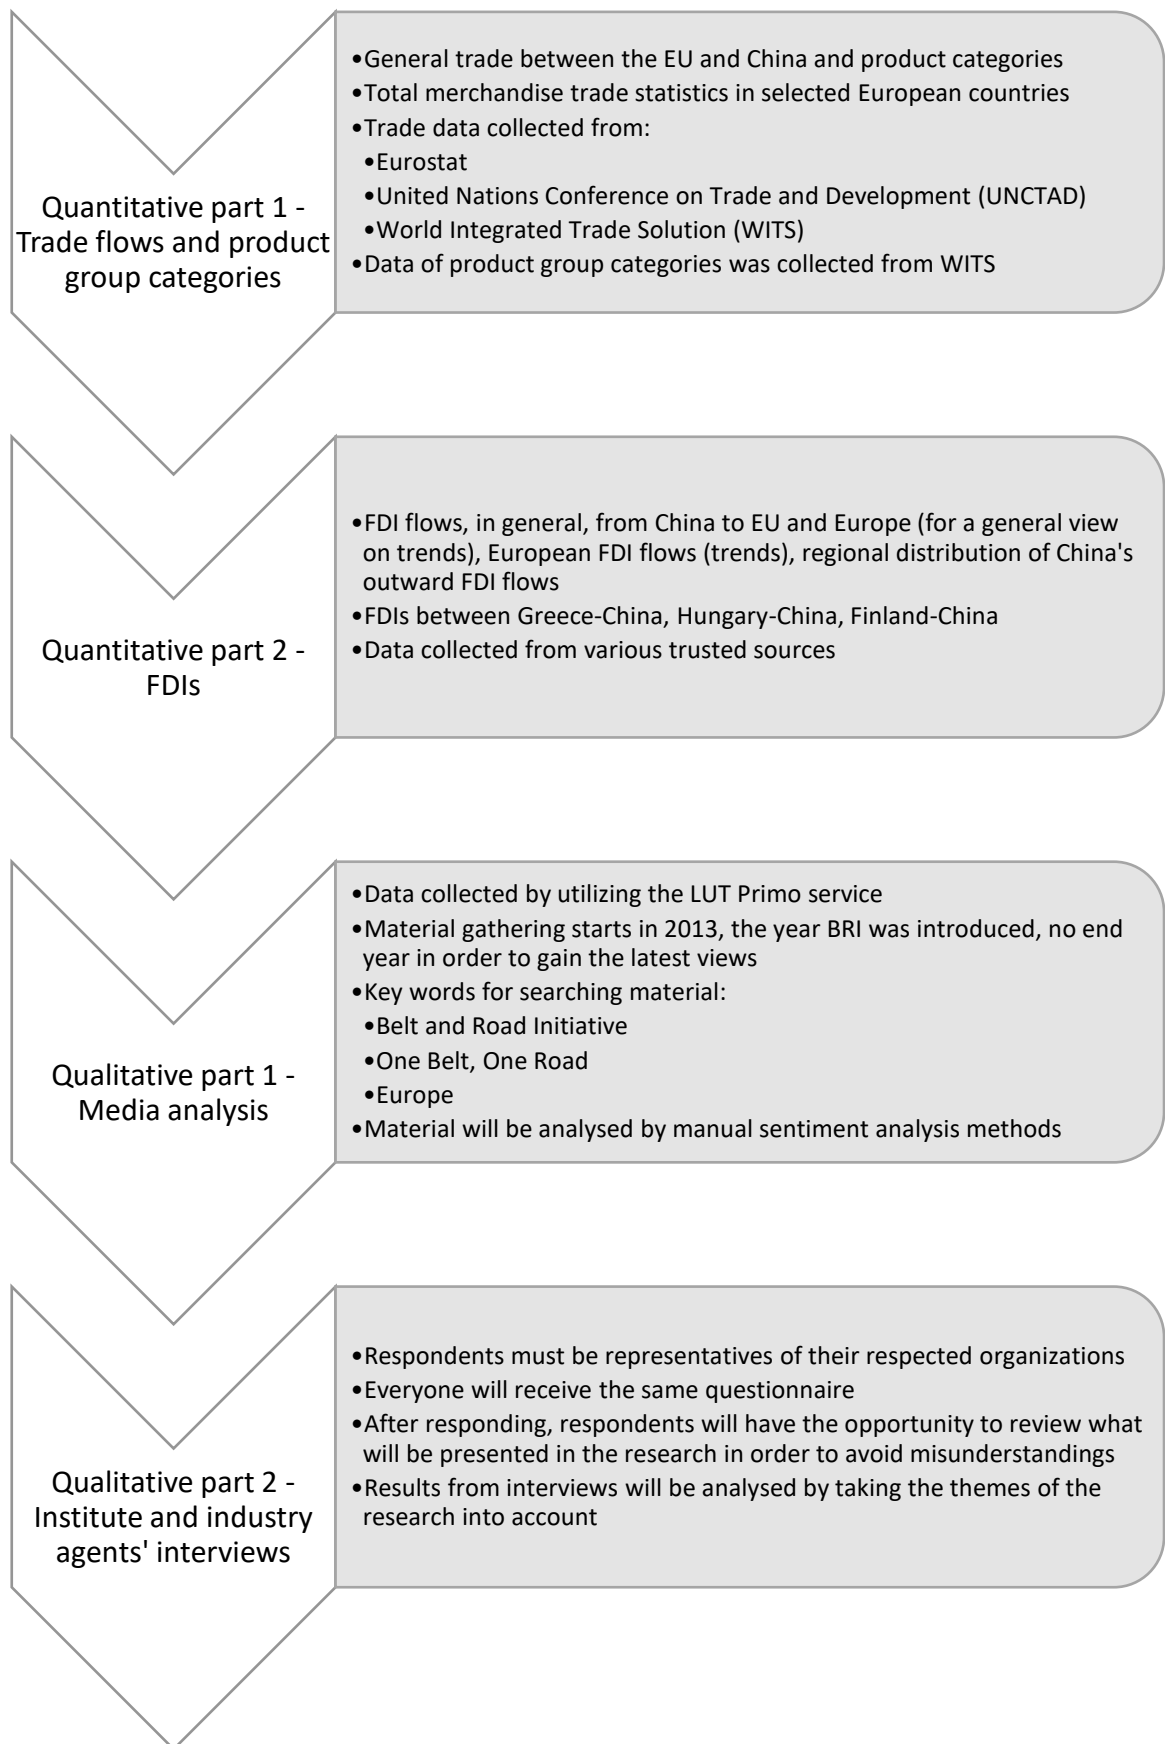 Quantitative part 1 -
Trade flows and product
group categories
•General trade between the EU and China and product categories
•Total merchandise trade statistics in selected European countries
•Trade data collected from:
•Eurostat
•United Nations Conference on Trade and Development (UNCTAD)
•World Integrated Trade Solution (WITS)
•Data of product group categories was collected from WITS
Quantitative part 2 -
FDIs
•FDI flows, in general, from China to EU and Europe (for a general view
on trends), European FDI flows (trends), regional distribution of China's
outward FDI flows
•FDIs between Greece-China, Hungary-China, Finland-China
•Data collected from various trusted sources
Qualitative part 1 -
Media analysis
•Data collected by utilizing the LUT Primo service
•Material gathering starts in 2013, the year BRI was introduced, no end
year in order to gain the latest views
•Key words for searching material:
•Belt and Road Initiative
•One Belt, One Road
•Europe
•Material will be analysed by manual sentiment analysis methods
Qualitative part 2 -
Institute and industry
agents' interviews
•Respondents must be representatives of their respected organizations
•Everyone will receive the same questionnaire
•After responding, respondents will have the opportunity to review what
will be presented in the research in order to avoid misunderstandings
•Results from interviews will be analysed by taking the themes of the
research into account